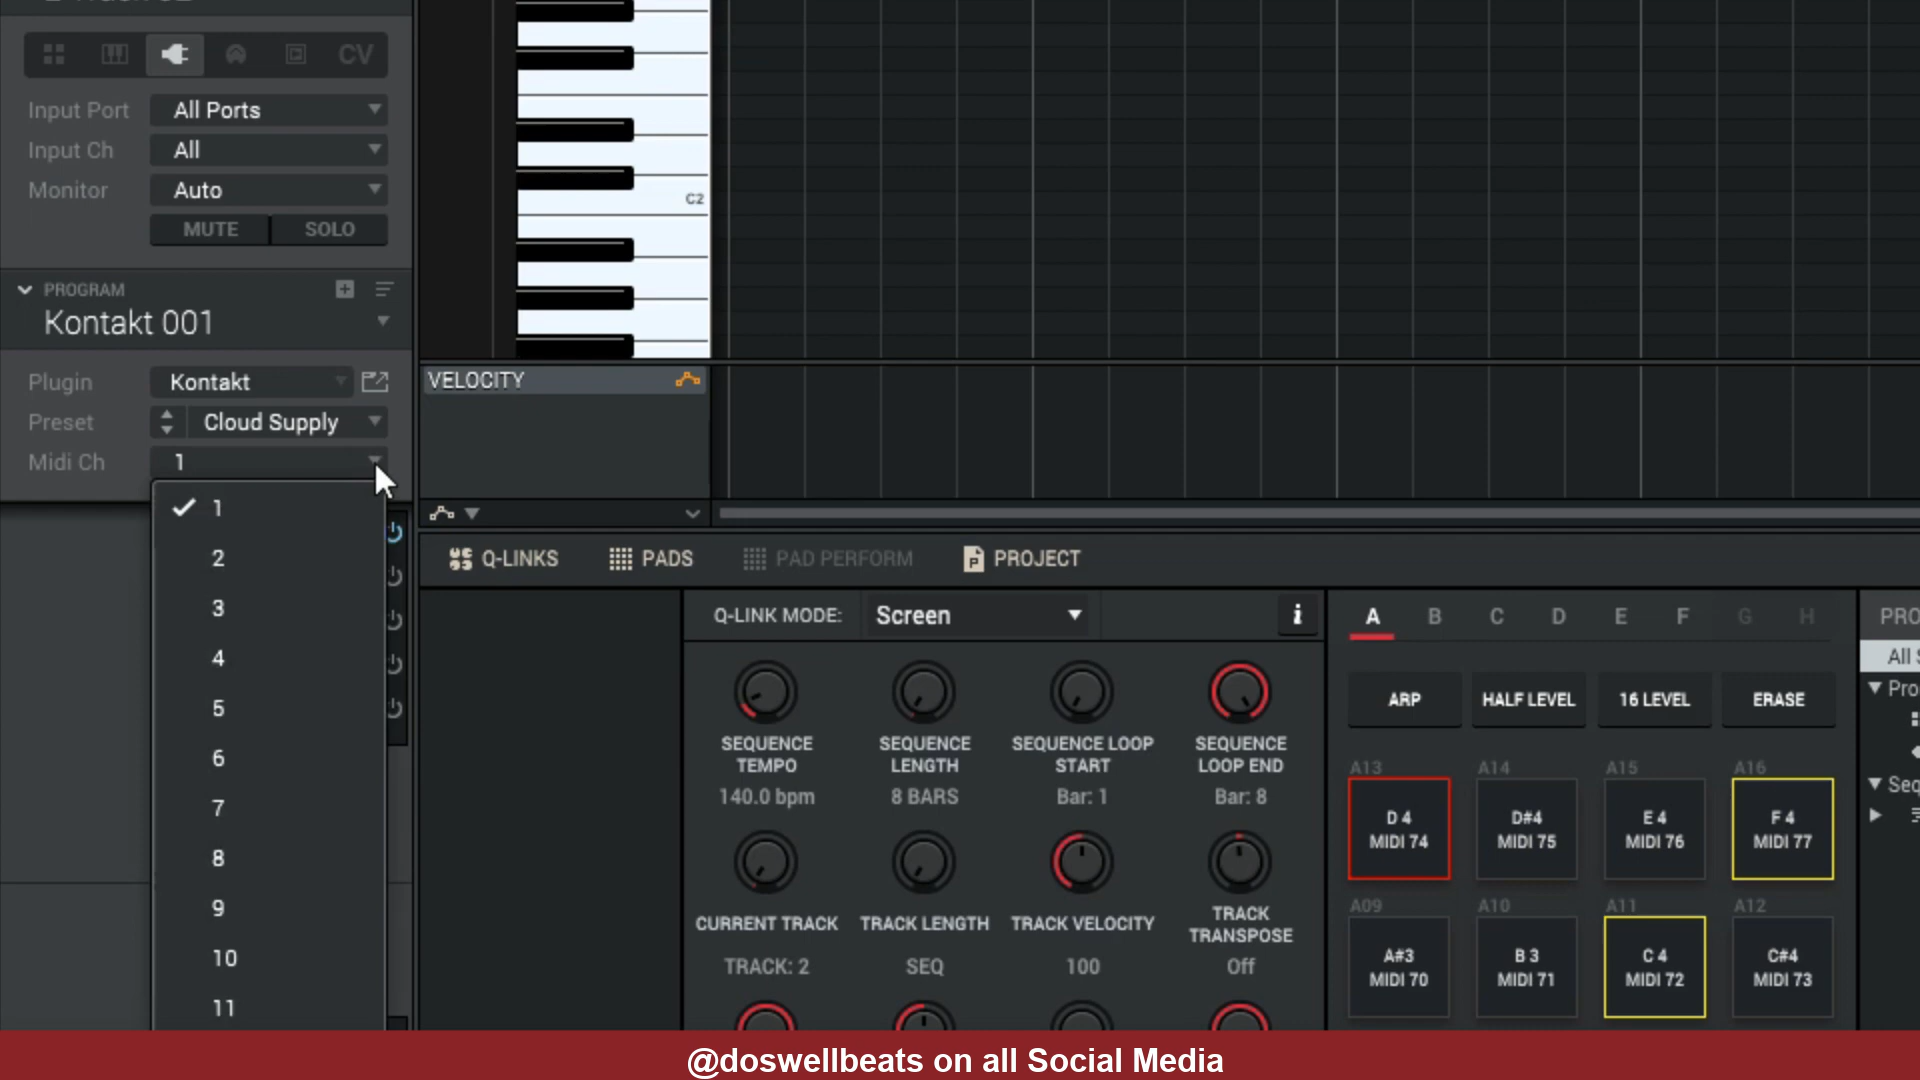 CV
Input Port All Ports
Input Ch All
Monitor Auto
MUTE SOLO
PROGRAM
Kontakt 001
Plugin Kontakt
Preset Cloud Supply
Midi Ch 1
1
2
3
4
5
6
7
8
9
10
11
C2
VELOCITY
Q-LINKS PADS PAD PERFORM PROJECT
Q-LINK MODE: Screen i
SEQUENCE TEMPO
140.0 bpm
SEQUENCE LENGTH
8 BARS
SEQUENCE LOOP START
Bar: 1
SEQUENCE LOOP END
Bar: 8
CURRENT TRACK
TRACK: 2
TRACK LENGTH
SEQ
TRACK VELOCITY
100
TRACK TRANSPOSE
Off
A B C D E F G H
ARP HALF LEVEL 16 LEVEL ERASE
A13 A14 A15 A16
D 4 D#4 E 4 F 4
MIDI 74 MIDI 75 MIDI 76 MIDI 77
A09 A10 A11 A12
A#3 B 3 C 4 C#4
MIDI 70 MIDI 71 MIDI 72 MIDI 73
PRO
All S
Pro
Seq
@doswellbeats on all Social Media